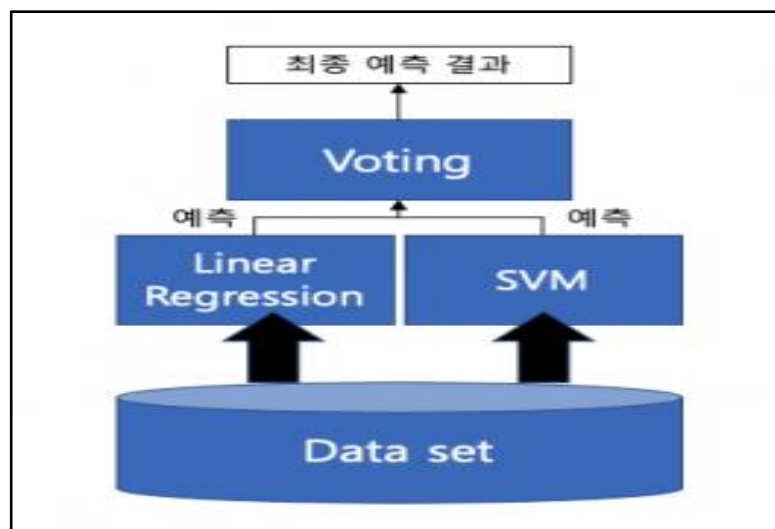 최종 예측 결과
Voting
예측
예측
Linear
Regression
SVM
Data set